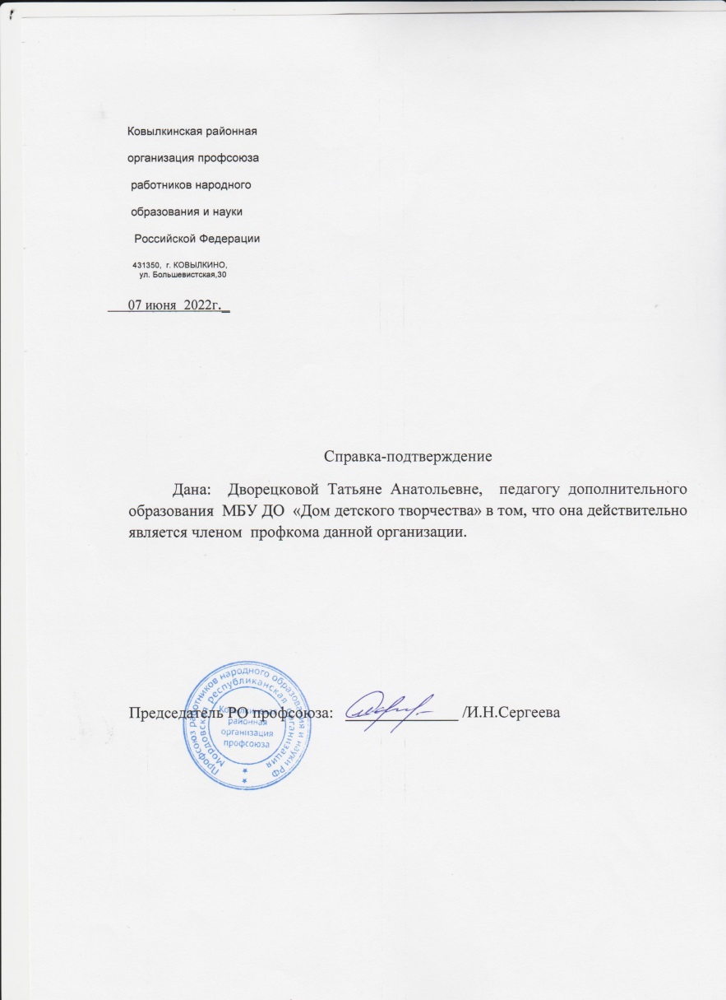 Ковылкинская районная
организация профсоюза
работников народного
образования и науки
Российской Федерации
431350, г. КОВЫЛКИНО,
ул. Большевистская,30
07 июня 2022г.
Справка-подтверждение
Дана: Дворецковой Татьяне Анатольевне, педагогу дополнительного
образования МБУ ДО «Дом детского творчества» в том, что она действительно
является членом профкома данной организации.
Председатель РО профсоюза: /И.Н.Сергеева
Профсоюз работников народного образования и науки РФ
Мордовская республиканская организация
Ковылкинская
районная
организация
профсоюза